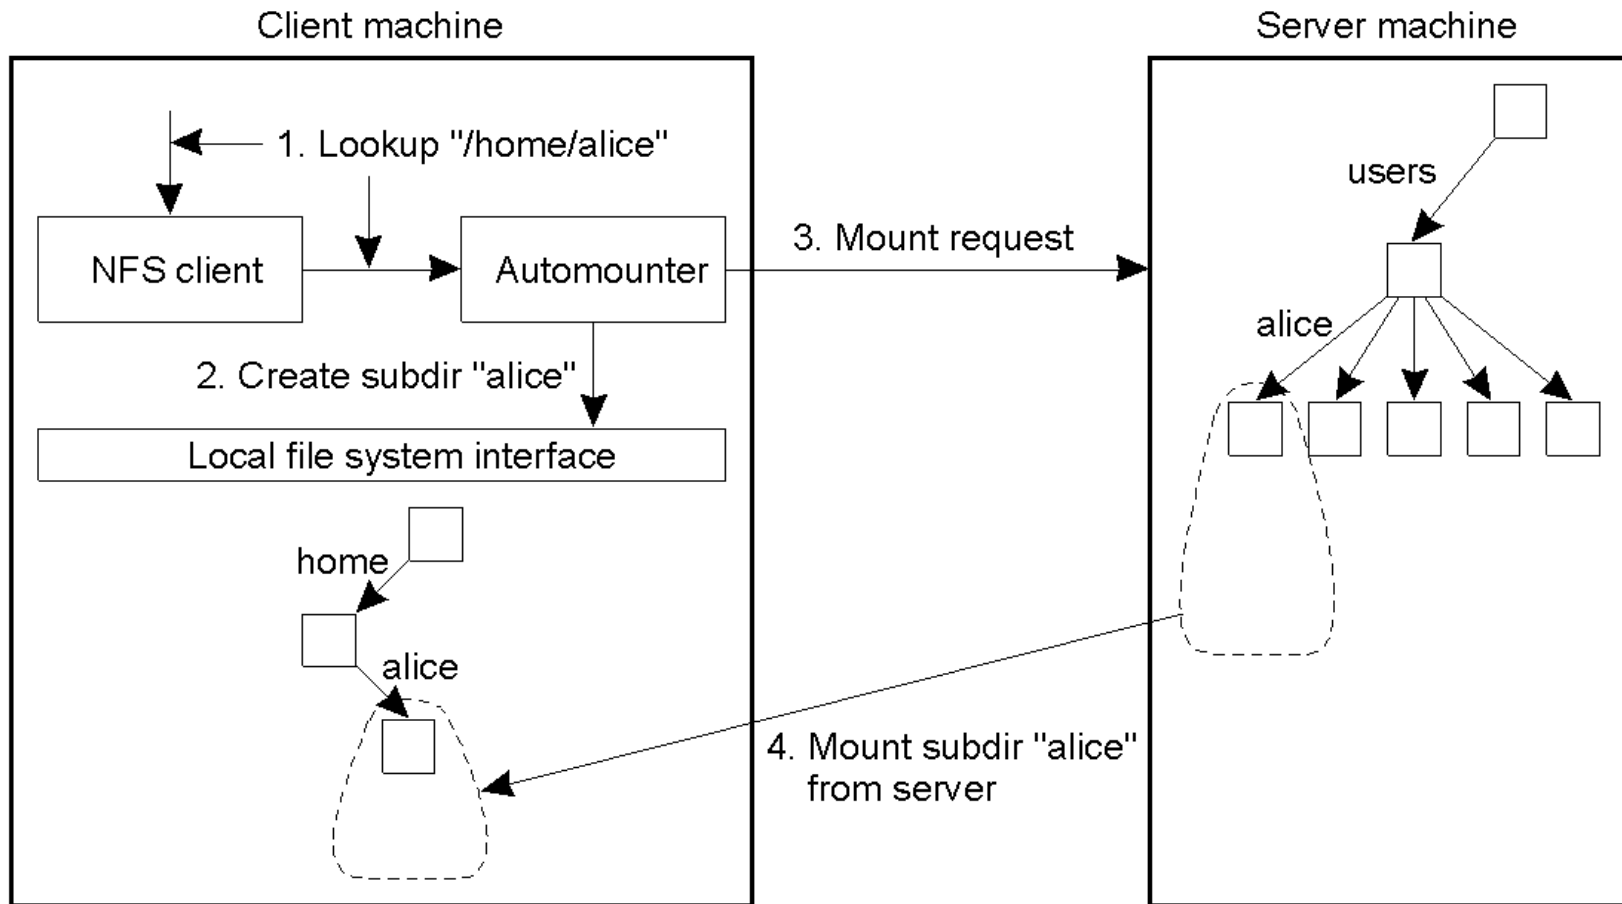 Client machine
Server machine
1. Lookup "/home/alice"
users
3. Mount request
NFS client
Automounter
alice
2. Create subdir "alice"
Local file system interface
home
alice
4. Mount subdir "alice"
from server